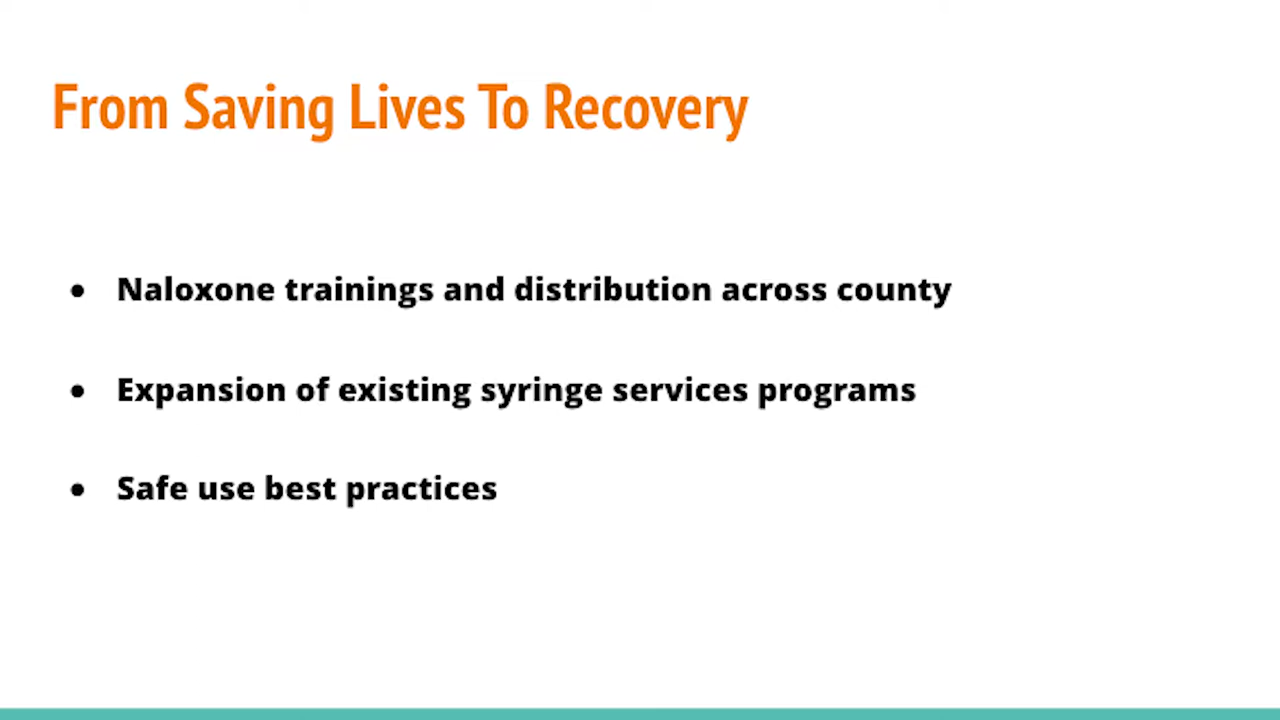 From Saving Lives To Recovery
● Naloxone trainings and distribution across county
● Expansion of existing syringe services programs
● Safe use best practices